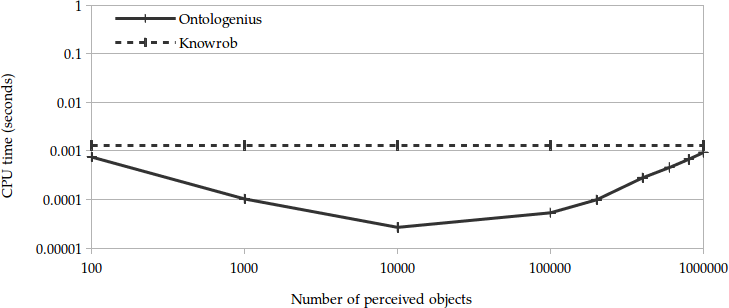 1
0.1
0.01
0.001
0.0001
0.00001
CPU time (seconds)
Ontologenius
Knowrob
100
1000
10000
100000
1000000
Number of perceived objects